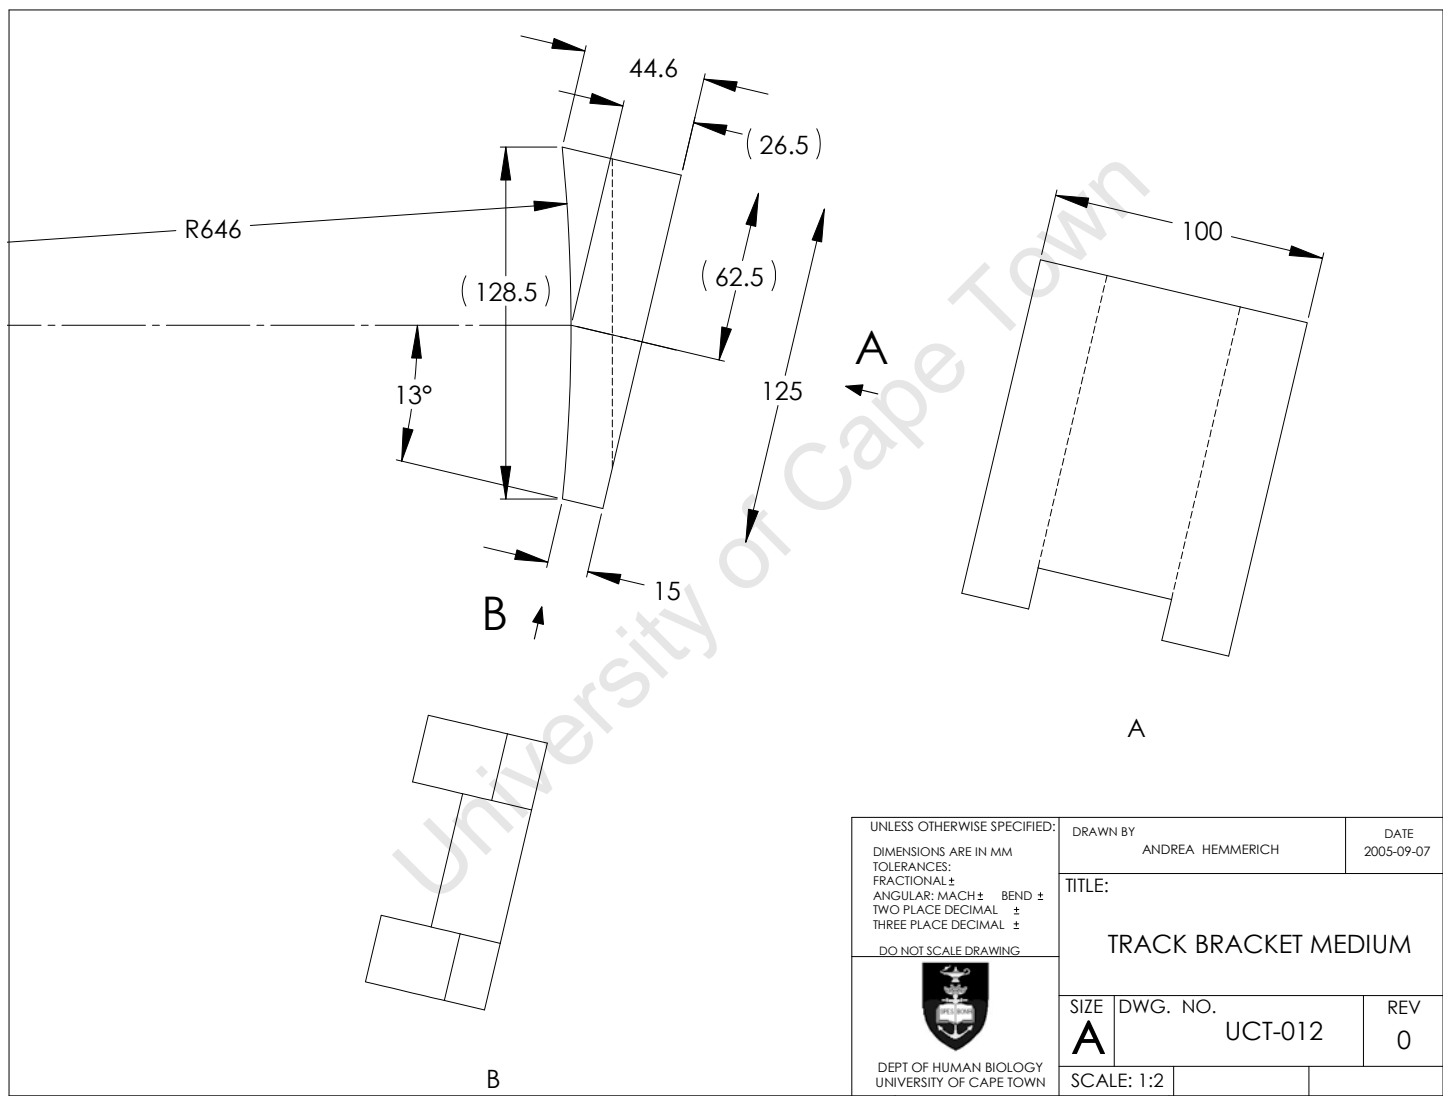 44.6
(26.5)
R646
(128.5)
(62.5)
100
13°
125
A
15
B
A
B
University of Cape Town
UNLESS OTHERWISE SPECIFIED:
DIMENSIONS ARE IN MM
TOLERANCES:
FRACTIONAL ±
ANGULAR: MACH ± BEND ±
TWO PLACE DECIMAL ±
THREE PLACE DECIMAL ±
DO NOT SCALE DRAWING
DRAWN BY
ANDREA HEMMERICH
DATE
2005-09-07
TITLE:
TRACK BRACKET MEDIUM
SIZE
A
DWG. NO.
UCT-012
REV
0
SCALE: 1:2
SPES BONA
DEPT OF HUMAN BIOLOGY
UNIVERSITY OF CAPE TOWN